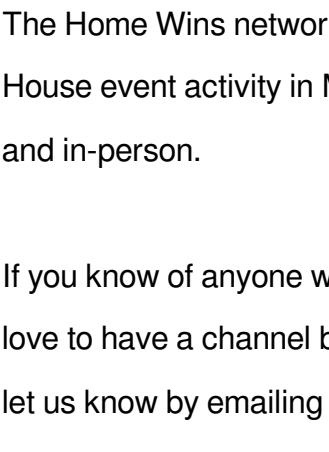 The Home Wins networ
House event activity in
and in-person.
If you know of anyone w
love to have a channel b
let us know by emailing